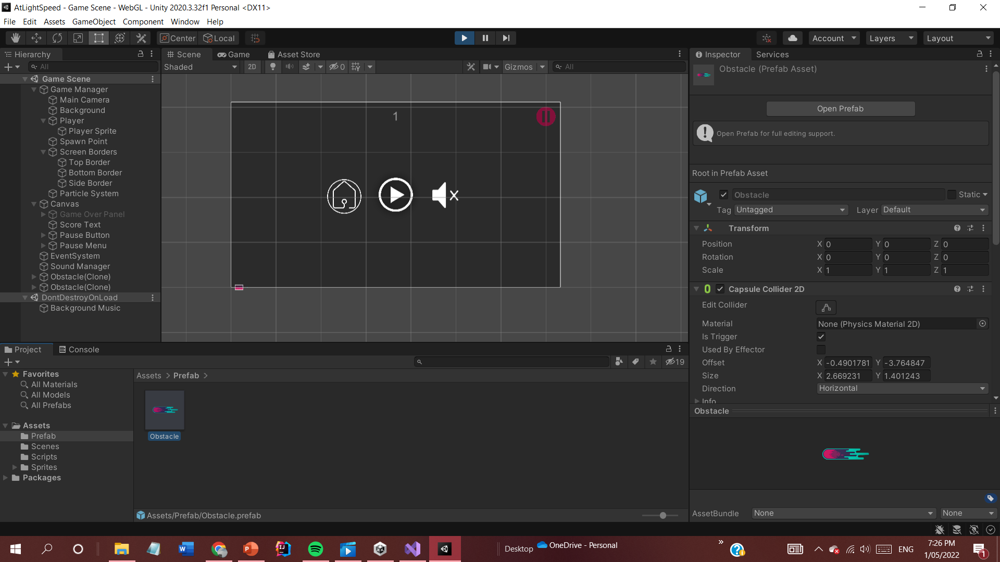 AtLightSpeed - Game Scene - WebGL - Unity 2020.3.32f1 Personal <DX11>
File Edit Assets GameObject Component Window Help
Center Local Account Layers Layout
Hierarchy
All
Game Scene
Game Manager
Main Camera
Background
Player
Player Sprite
Spawn Point
Screen Borders
Top Border
Bottom Border
Side Border
Particle System
Canvas
Game Over Panel
Score Text
Pause Button
Pause Menu
EventSystem
Sound Manager
Obstacle(Clone)
Obstacle(Clone)
DontDestroyOnLoad
Background Music
Scene Game Asset Store
Shaded 2D 0 Gizmos All
1
Inspector Services
Obstacle (Prefab Asset)
Open Prefab
Open Prefab for full editing support.
Root in Prefab Asset
Obstacle Static
Tag Untagged Layer Default
Transform
Position X 0 Y 0 Z 0
Rotation X 0 Y 0 Z 0
Scale X 1 Y 1 Z 1
Capsule Collider 2D
Edit Collider
Material None (Physics Material 2D)
Is Trigger
Used By Effector
Offset X -0.4901781 Y -3.764847
Size X 2.669231 Y 1.401243
Direction Horizontal
Info
Obstacle
AssetBundle None None
Project Console
19
Favorites
All Materials
All Models
All Prefabs
Assets
Prefab
Scenes
Scripts
Sprites
Packages
Assets > Prefab >
Obstacle
Assets/Prefab/Obstacle.prefab
Desktop OneDrive - Personal
ENG
7:26 PM
1/05/2022
1